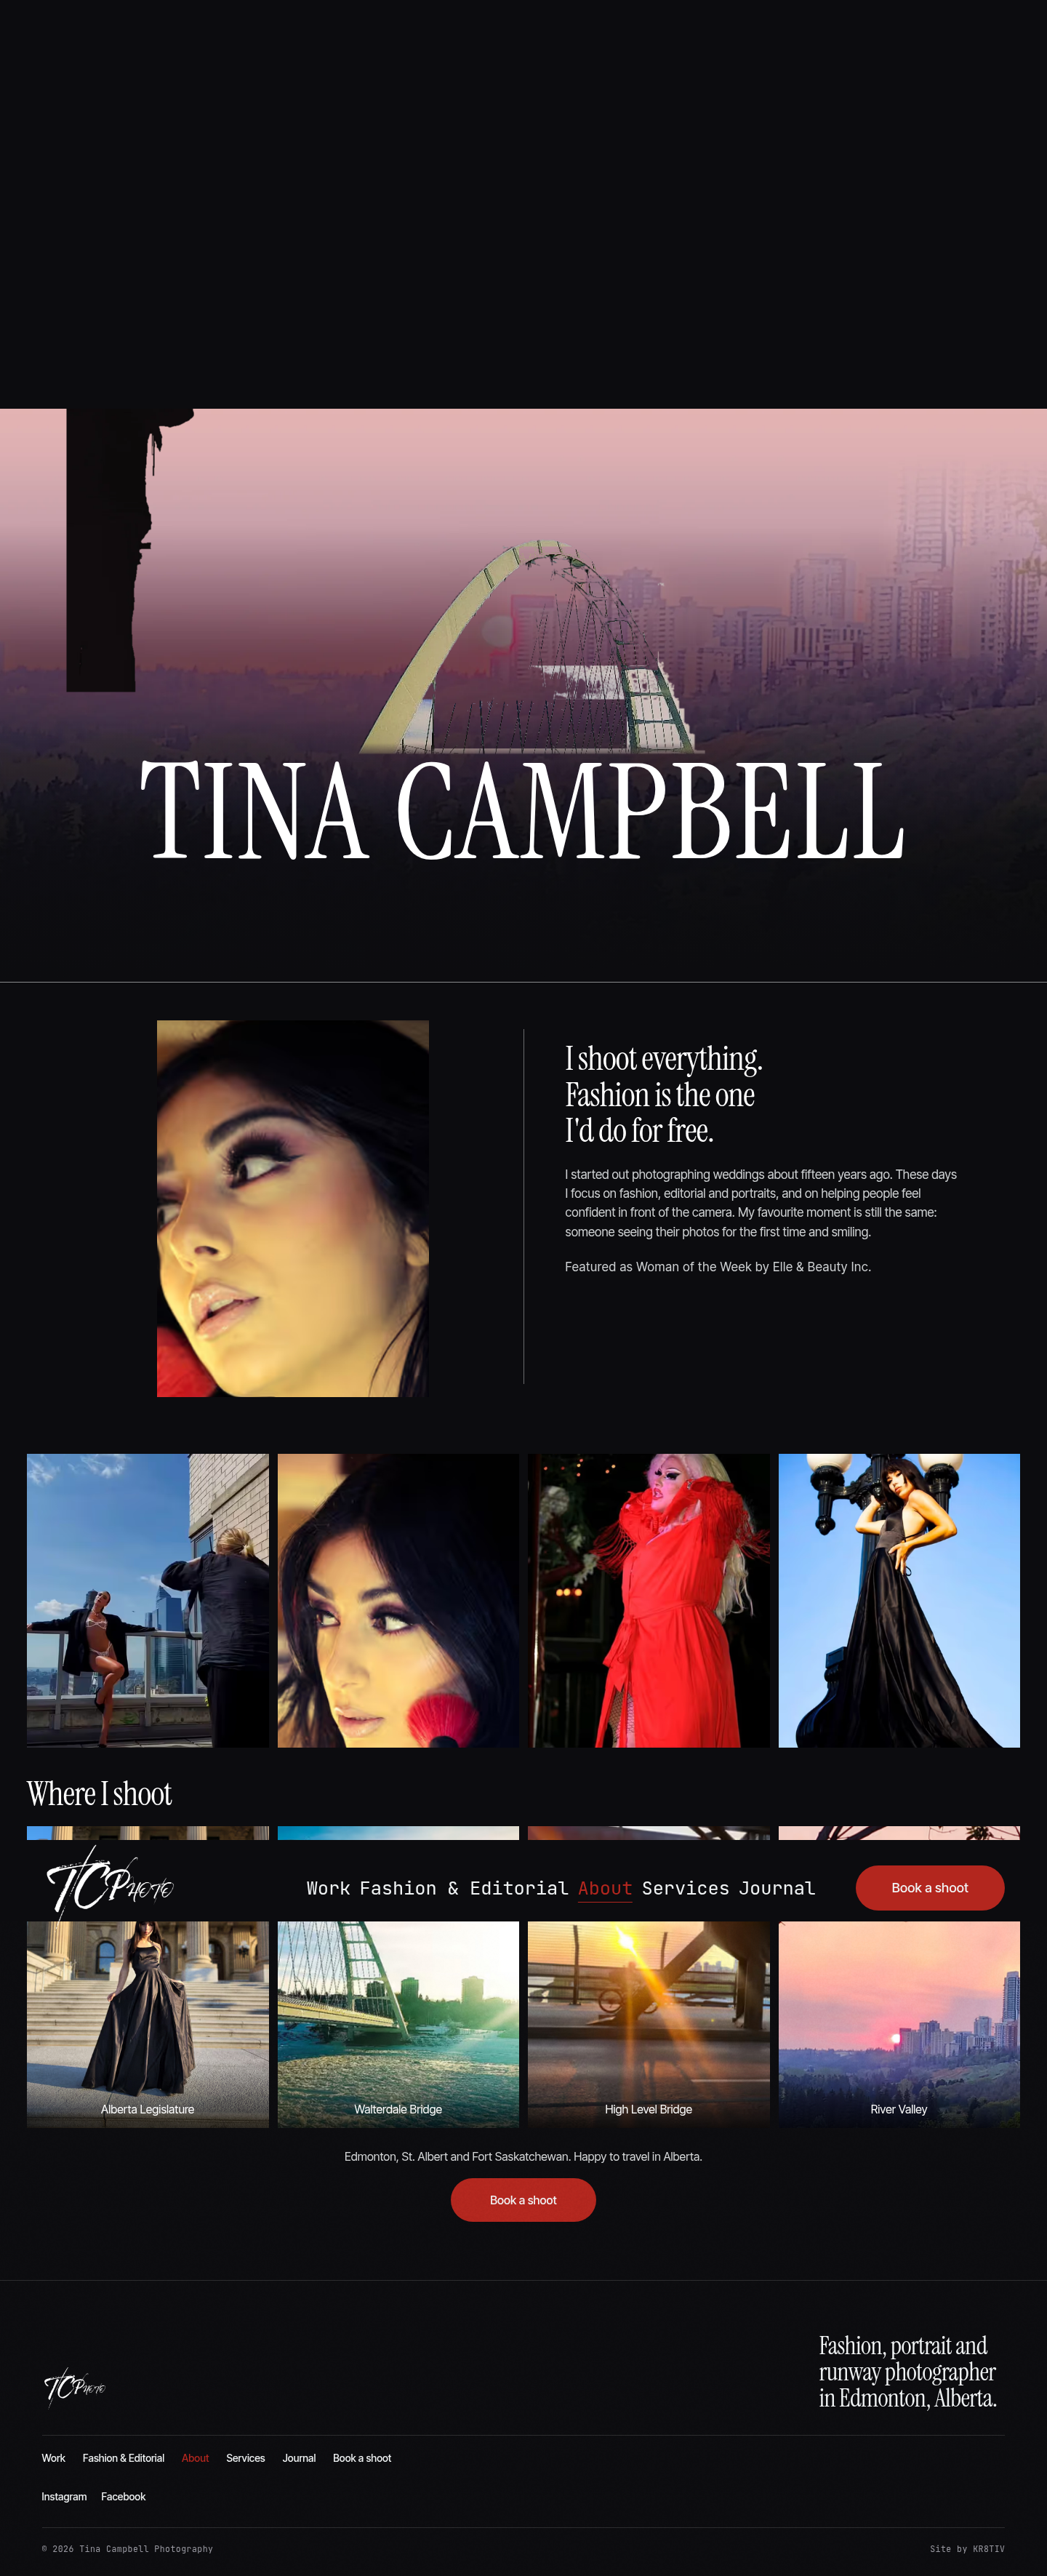 TINA CAMPBELL
I shoot everything.
Fashion is the one
I'd do for free.
I started out photographing weddings about fifteen years ago. These days
I focus on fashion, editorial and portraits, and on helping people feel
confident in front of the camera. My favourite moment is still the same:
someone seeing their photos for the first time and smiling.
Featured as Woman of the Week by Elle & Beauty Inc.
Where I shoot
TCPHOTO
Work Fashion & Editorial About Services Journal
Book a shoot
Alberta Legislature
Walterdale Bridge
High Level Bridge
River Valley
Edmonton, St. Albert and Fort Saskatchewan. Happy to travel in Alberta.
Book a shoot
TCPHOTO
Fashion, portrait and
runway photographer
in Edmonton, Alberta.
Work Fashion & Editorial About Services Journal Book a shoot
Instagram Facebook
© 2026 Tina Campbell Photography
Site by KR8TIV